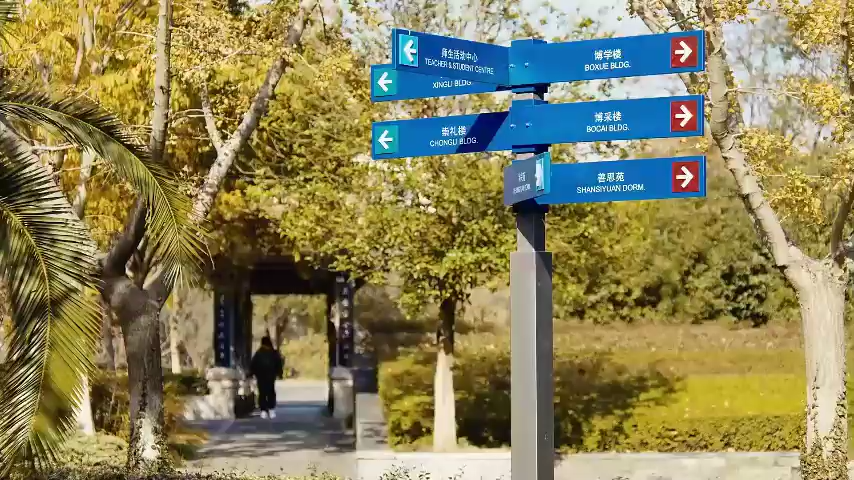 师生活动中心
TEACHER & STUDENT CENTRE
XINGLI BLDG.
博学楼
BOXUE BLDG.
崇礼楼
CHONGLI BLDG.
博采楼
BOCAI BLDG.
善思苑
SHANSIYUAN DORM.